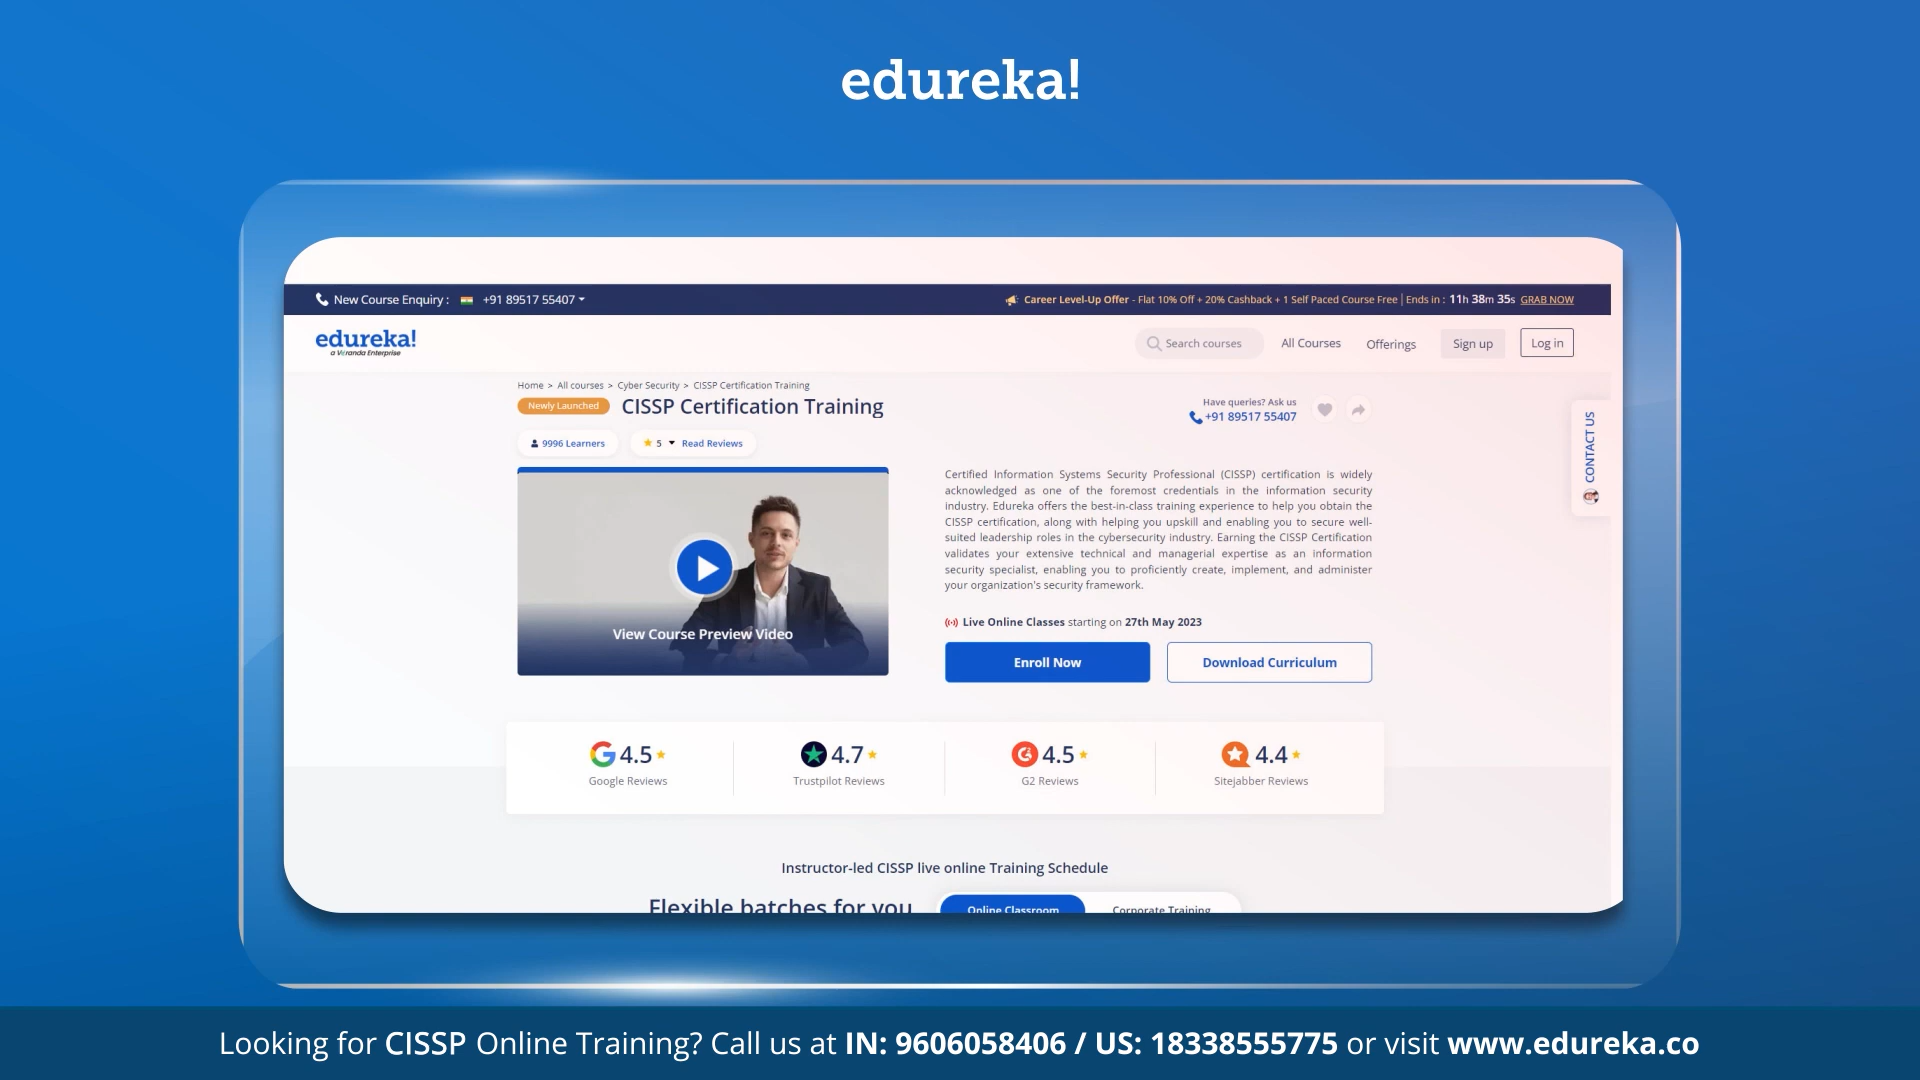 edureka!
New Course Enquiry : +91 89517 55407
Career Level-Up Offer - Flat 10% Off + 20% Cashback + 1 Self Paced Course Free | Ends in : 11h 38m 35s GRAB NOW
edureka!
a Veranda Enterprise
Search courses
All Courses
Offerings
Sign up
Log in
Home > All courses > Cyber Security > CISSP Certification Training
Newly Launched
CISSP Certification Training
Have queries? Ask us
+91 89517 55407
CONTACT US
9996 Learners
5
Read Reviews
View Course Preview Video
Certified Information Systems Security Professional (CISSP) certification is widely
acknowledged as one of the foremost credentials in the information security
industry. Edureka offers the best-in-class training experience to help you obtain the
CISSP certification, along with helping you upskill and enabling you to secure well-
suited leadership roles in the cybersecurity industry. Earning the CISSP Certification
validates your extensive technical and managerial expertise as an information
security specialist, enabling you to proficiently create, implement, and administer
your organization's security framework.
Live Online Classes starting on 27th May 2023
Enroll Now
Download Curriculum
4.5
Google Reviews
4.7
Trustpilot Reviews
4.5
G2 Reviews
4.4
Sitejabber Reviews
Instructor-led CISSP live online Training Schedule
Flexible batches for you
Online Classroom
Corporate Training
Looking for CISSP Online Training? Call us at IN: 9606058406 / US: 18338555775 or visit www.edureka.co